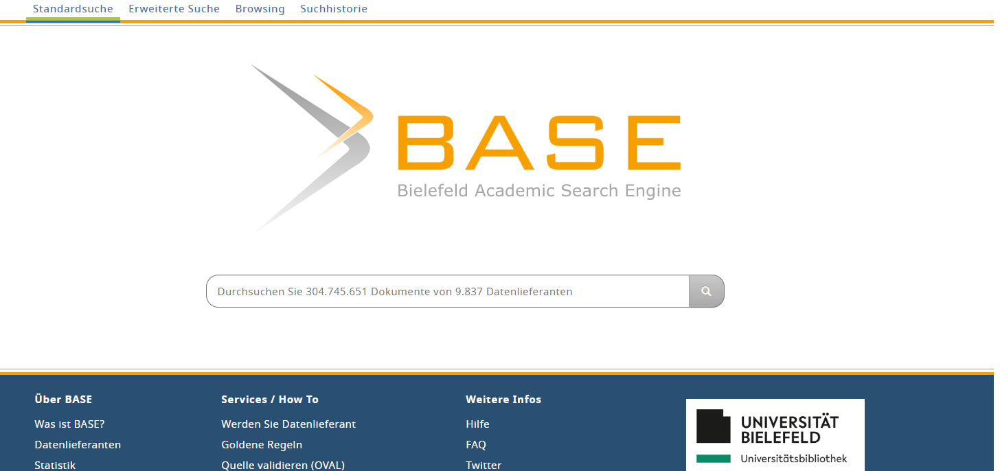 Standardsuche Erweiterte Suche Browsing Suchhistorie
BASE
Bielefeld Academic Search Engine
Durchsuchen Sie 304.745.651 Dokumente von 9.837 Datenlieferanten
Über BASE
Was ist BASE?
Datenlieferanten
Statistik
Services / How To
Werden Sie Datenlieferant
Goldene Regeln
Quelle validieren (OVAL)
Weitere Infos
Hilfe
FAQ
Twitter
UNIVERSITÄT
BIELEFELD
Universitätsbibliothek